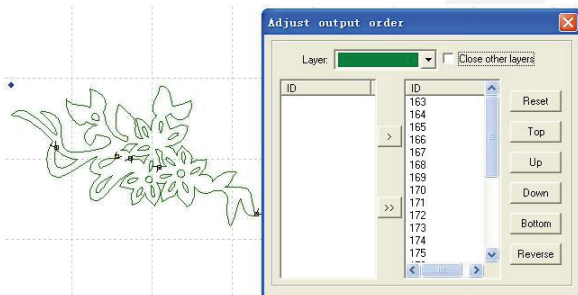 Adjust output order
Layer:
Close other layers
ID
ID
163
164
165
166
167
168
169
170
171
172
173
174
175
>
>>
Reset
Top
Up
Down
Bottom
Reverse